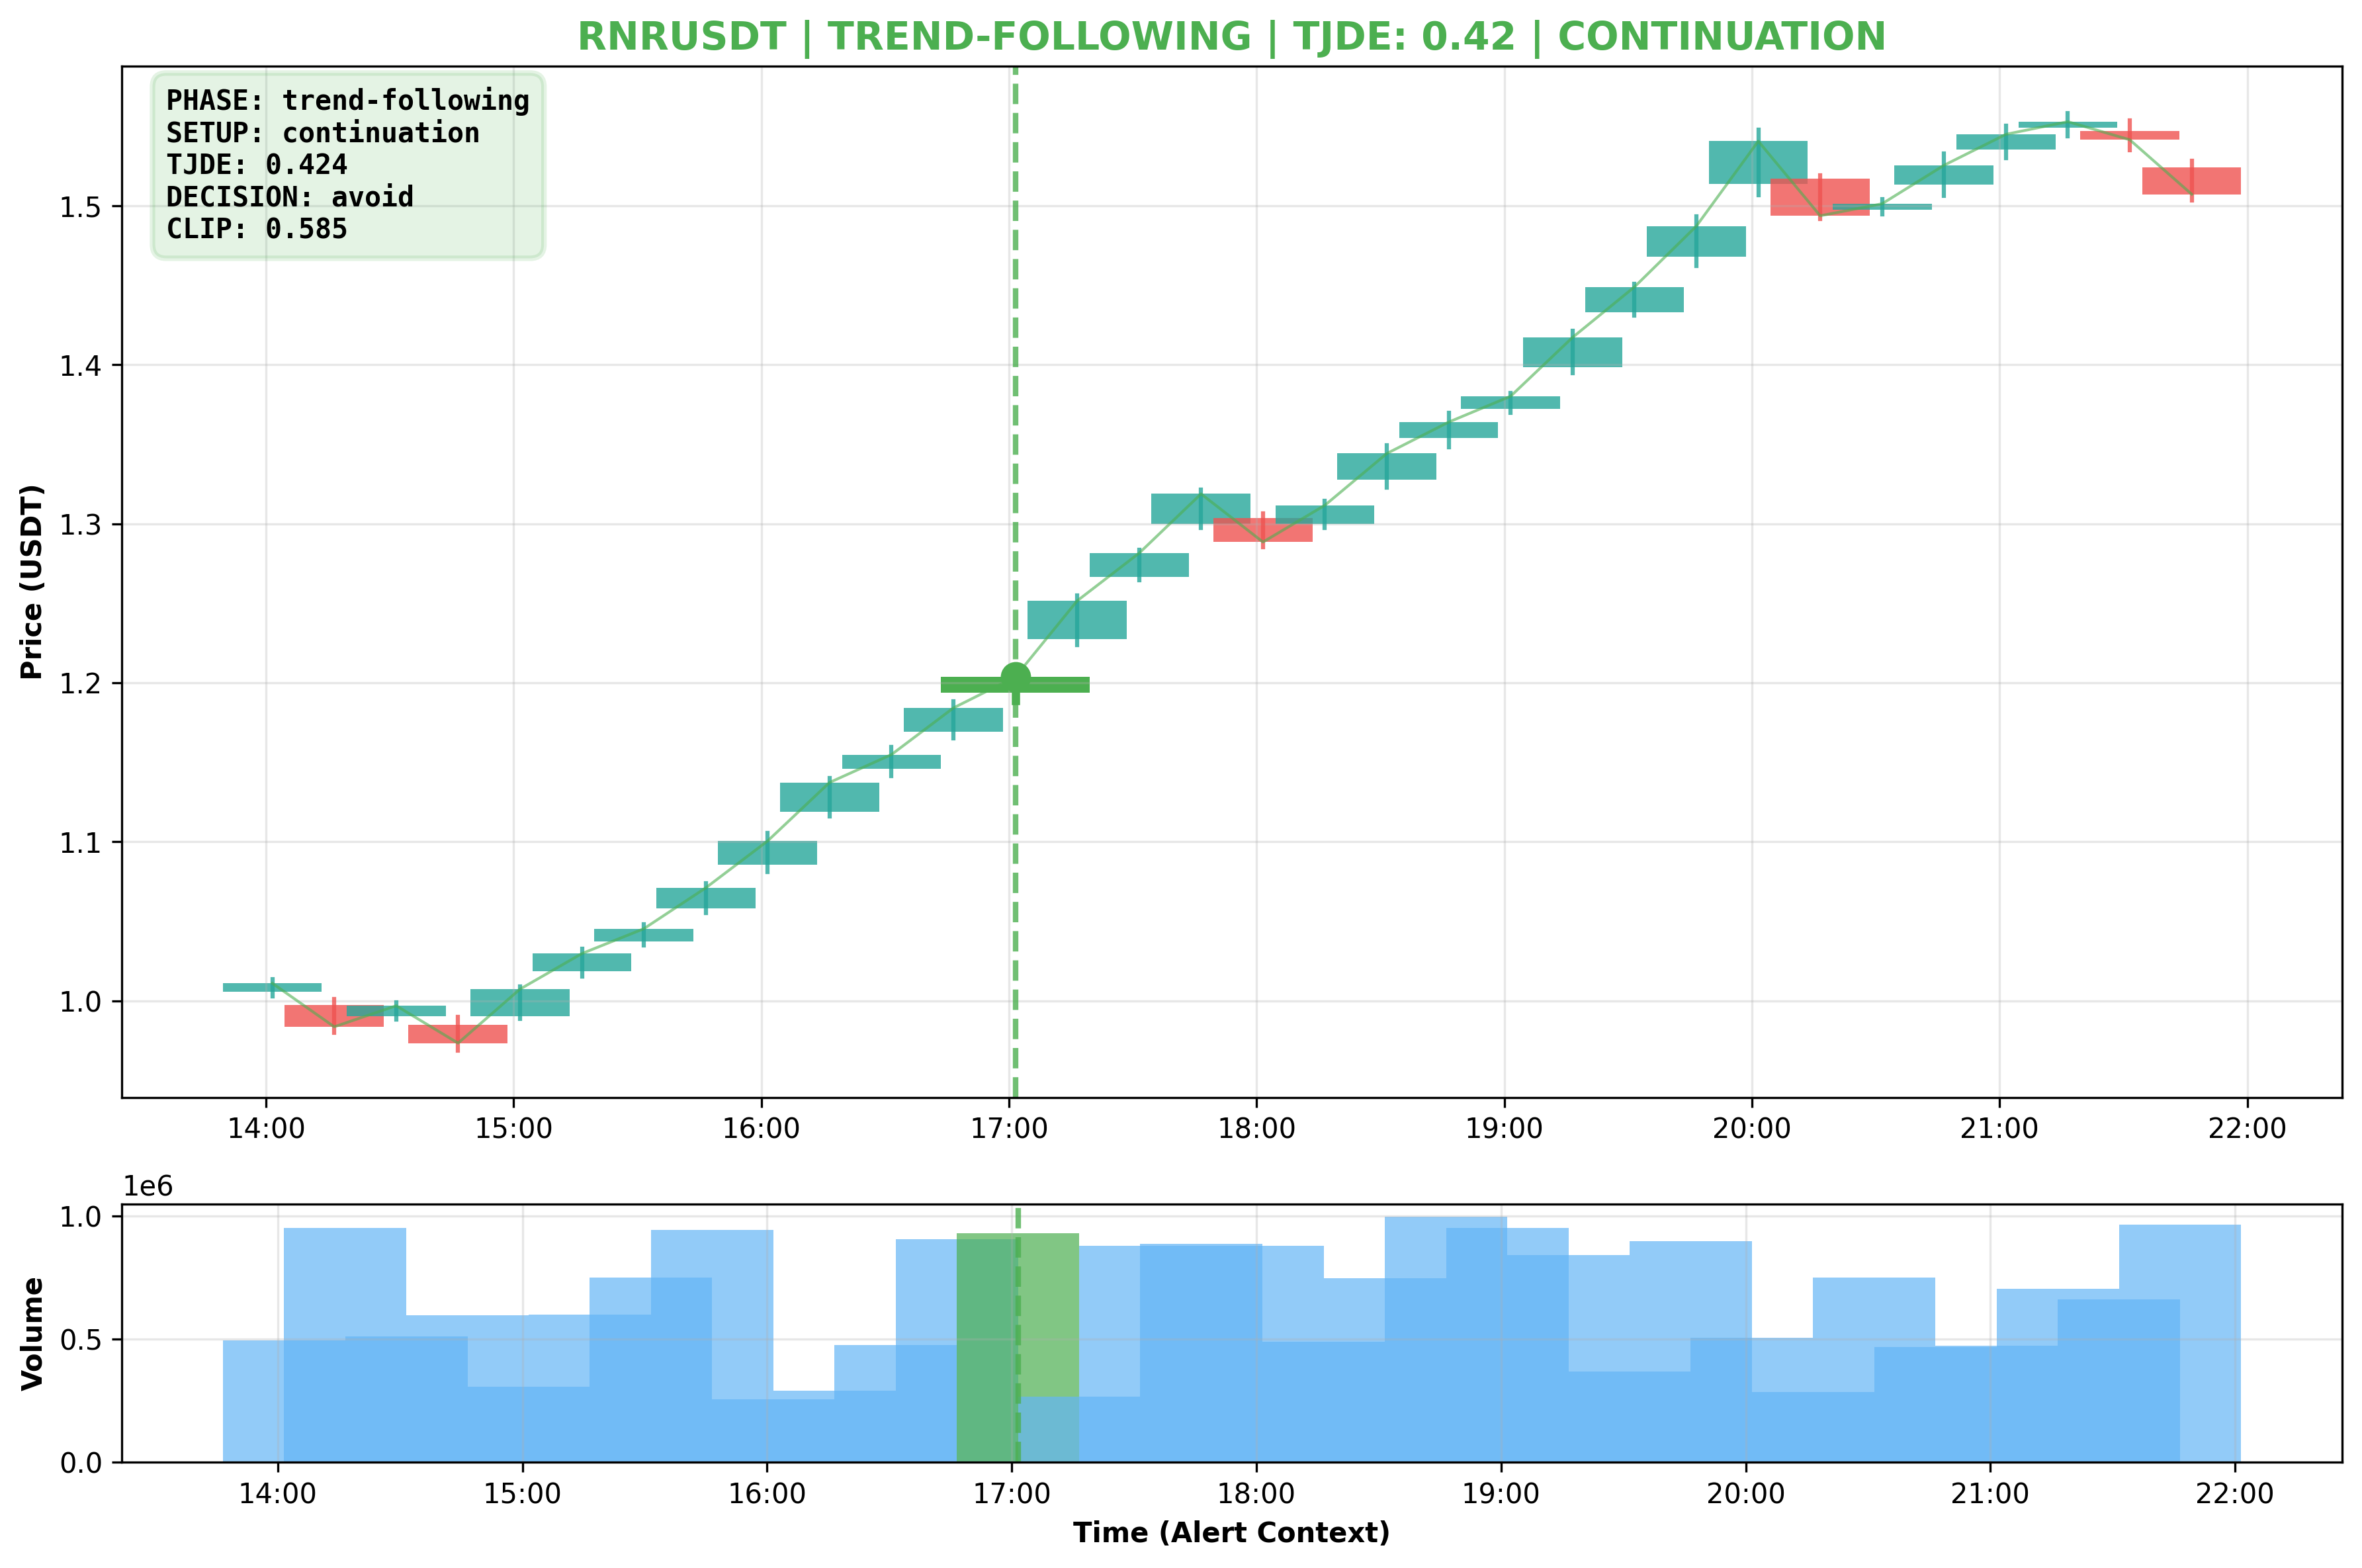 RNRUSDT | TREND-FOLLOWING | TJDE: 0.42 | CONTINUATION
PHASE: trend-following
SETUP: continuation
TJDE: 0.424
DECISION: avoid
CLIP: 0.585
Price (USDT)
1.5
1.4
1.3
1.2
1.1
1.0
14:00 15:00 16:00 17:00 18:00 19:00 20:00 21:00 22:00
1e6
Volume
1.0
0.5
0.0
14:00 15:00 16:00 17:00 18:00 19:00 20:00 21:00 22:00
Time (Alert Context)